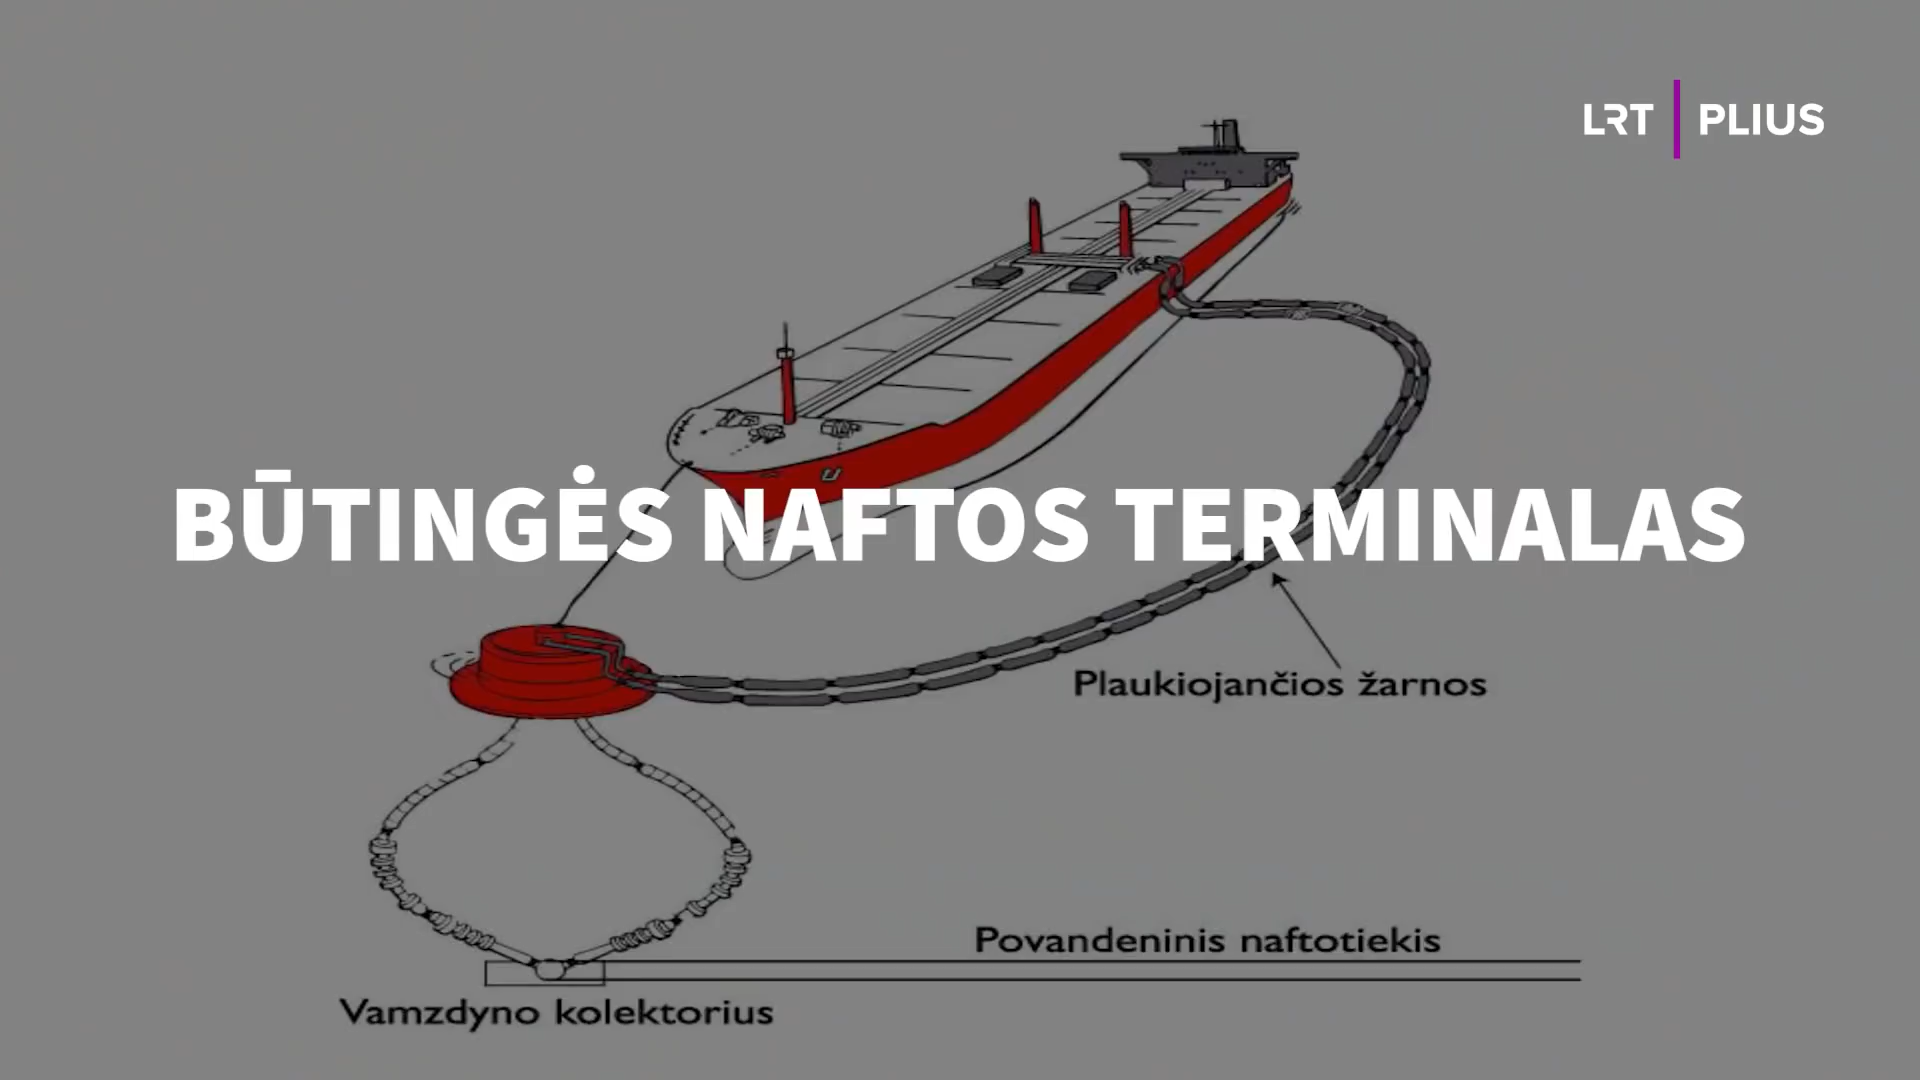 LRT | PLIUS
BŪTINGĖS NAFTOS TERMINALAS
Plaukiojančios žarnos
Povandeninis naftotiekis
Vamzdyno kolektorius